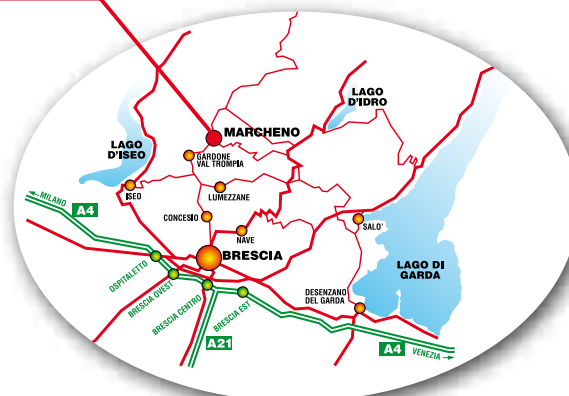 LAGO
D'IDRO
MARCHENO
LAGO
D'ISEO
GARDONE
VAL TROMPIA
ISEO
LUMEZZANE
MILANO
A4
CONCESIO
SALO'
NAVE
BRESCIA
LAGO DI
GARDA
OSPITALETTO
BRESCIA OVEST
BRESCIA CENTRO
BRESCIA EST
DESENZANO
DEL GARDA
A21
A4
VENEZIA